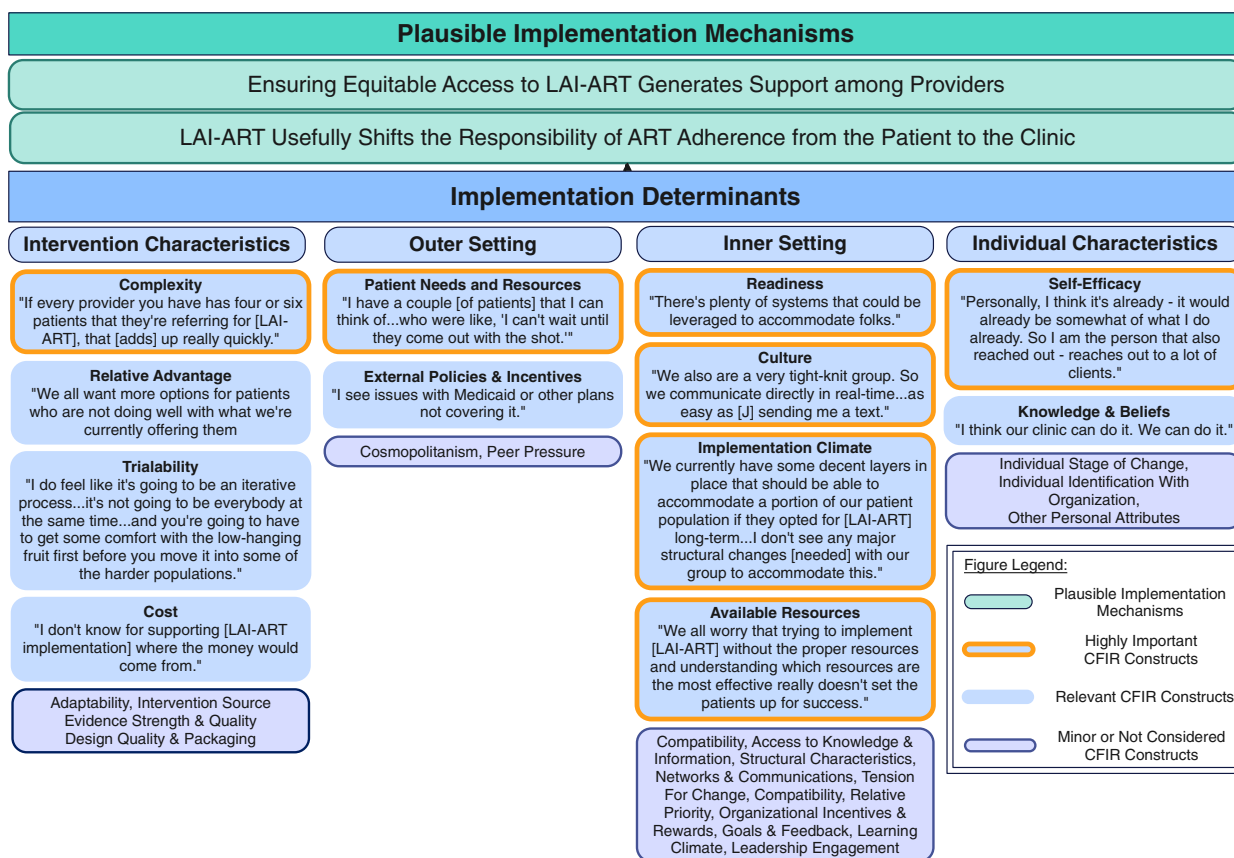 Plausible Implementation Mechanisms
Ensuring Equitable Access to LAI-ART Generates Support among Providers
LAI-ART Usefully Shifts the Responsibility of ART Adherence from the Patient to the Clinic
Implementation Determinants
Intervention Characteristics
Complexity
"If every provider you have has four or six
patients that they're referring for [LAI-
ART], that [adds] up really quickly."
Relative Advantage
"We all want more options for patients
who are not doing well with what we're
currently offering them
Trialability
"I do feel like it's going to be an iterative
process...it's not going to be everybody at
the same time...and you're going to have
to get some comfort with the low-hanging
fruit first before you move it into some of
the harder populations."
Cost
"I don't know for supporting [LAI-ART
implementation] where the money would
come from."
Adaptability, Intervention Source
Evidence Strength & Quality
Design Quality & Packaging
Outer Setting
Patient Needs and Resources
"I have a couple [of patients] that I can
think of...who were like, 'I can't wait until
they come out with the shot.'"
External Policies & Incentives
"I see issues with Medicaid or other plans
not covering it."
Cosmopolitanism, Peer Pressure
Inner Setting
Readiness
"There's plenty of systems that could be
leveraged to accommodate folks."
Culture
"We also are a very tight-knit group. So
we communicate directly in real-time...as
easy as [J] sending me a text."
Implementation Climate
"We currently have some decent layers in
place that should be able to
accommodate a portion of our patient
population if they opted for [LAI-ART]
long-term...I don't see any major
structural changes [needed] with our
group to accommodate this."
Available Resources
"We all worry that trying to implement
[LAI-ART] without the proper resources
and understanding which resources are
the most effective really doesn't set the
patients up for success."
Compatibility, Access to Knowledge &
Information, Structural Characteristics,
Networks & Communications, Tension
For Change, Compatibility, Relative
Priority, Organizational Incentives &
Rewards, Goals & Feedback, Learning
Climate, Leadership Engagement
Individual Characteristics
Self-Efficacy
"Personally, I think it's already - it would
already be somewhat of what I do
already. So I am the person that also
reached out - reaches out to a lot of
clients."
Knowledge & Beliefs
"I think our clinic can do it. We can do it."
Individual Stage of Change,
Individual Identification With
Organization,
Other Personal Attributes
Figure Legend:
Plausible Implementation
Mechanisms
Highly Important
CFIR Constructs
Relevant CFIR Constructs
Minor or Not Considered
CFIR Constructs